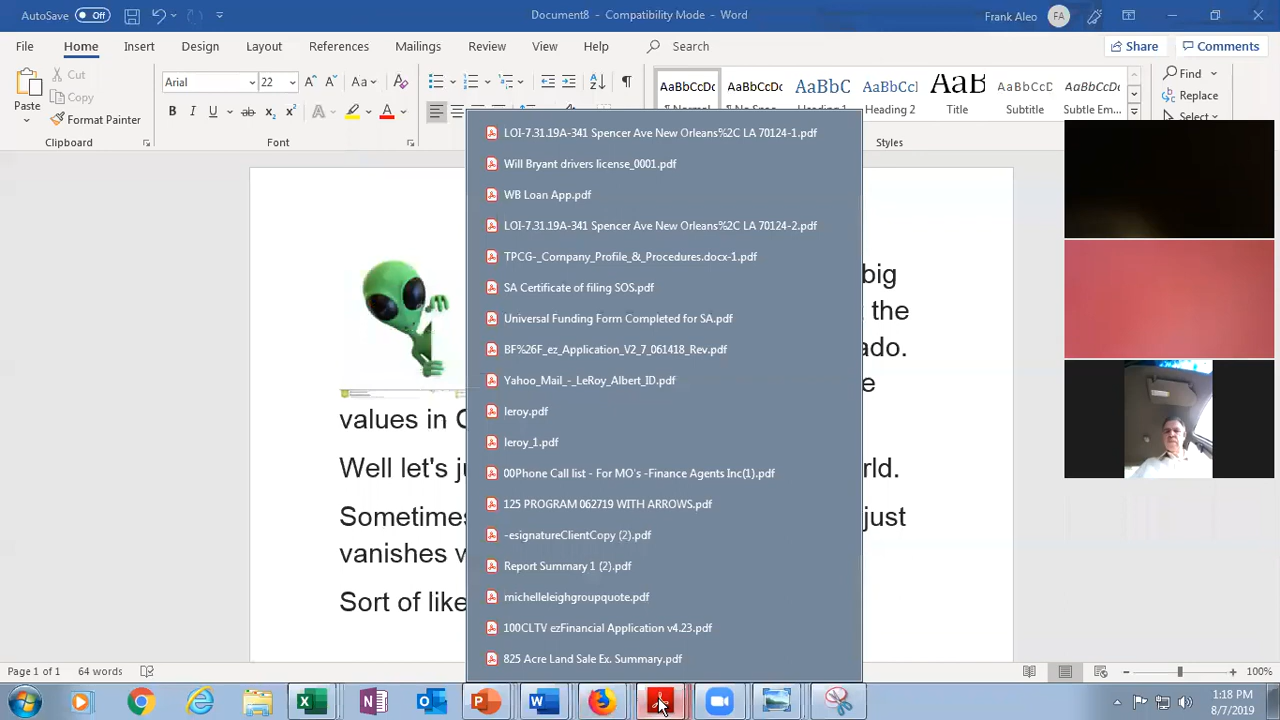 AutoSave Off
Document8 - Compatibility Mode - Word
Frank Aleo FA
File Home Insert Design Layout References Mailings Review View Help Search Share Comments
Paste
Cut
Copy
Format Painter
Clipboard
Arial 22
Font
AaBbCcDc AaBbCcDc AaBbC AaBbCcI AaB AaBbCcD AaBbCcDa
Title Subtitle Subtle Em...
Styles
Find
Replace
Select
LOI-7.31.19A-341 Spencer Ave New Orleans%2C LA 70124-1.pdf
Will Bryant drivers license_0001.pdf
WB Loan App.pdf
LOI-7.31.19A-341 Spencer Ave New Orleans%2C LA 70124-2.pdf
TPCG-_Company_Profile_&_Procedures.docx-1.pdf
SA Certificate of filing SOS.pdf
Universal Funding Form Completed for SA.pdf
BF%26F_ez_Application_V2_7_061418_Rev.pdf
Yahoo_Mail_-_LeRoy_Albert_ID.pdf
leroy.pdf
leroy_1.pdf
00Phone Call list - For MO's -Finance Agents Inc(1).pdf
125 PROGRAM 062719 WITH ARROWS.pdf
-esignatureClientCopy (2).pdf
Report Summary 1 (2).pdf
michelleleighgroupquote.pdf
100CLTV ezFinancial Application v4.23.pdf
825 Acre Land Sale Ex. Summary.pdf
big
the
values in
Well let's
Sometimes just
vanishes
Sort of like
Page 1 of 1 64 words
100%
1:18 PM
8/7/2019